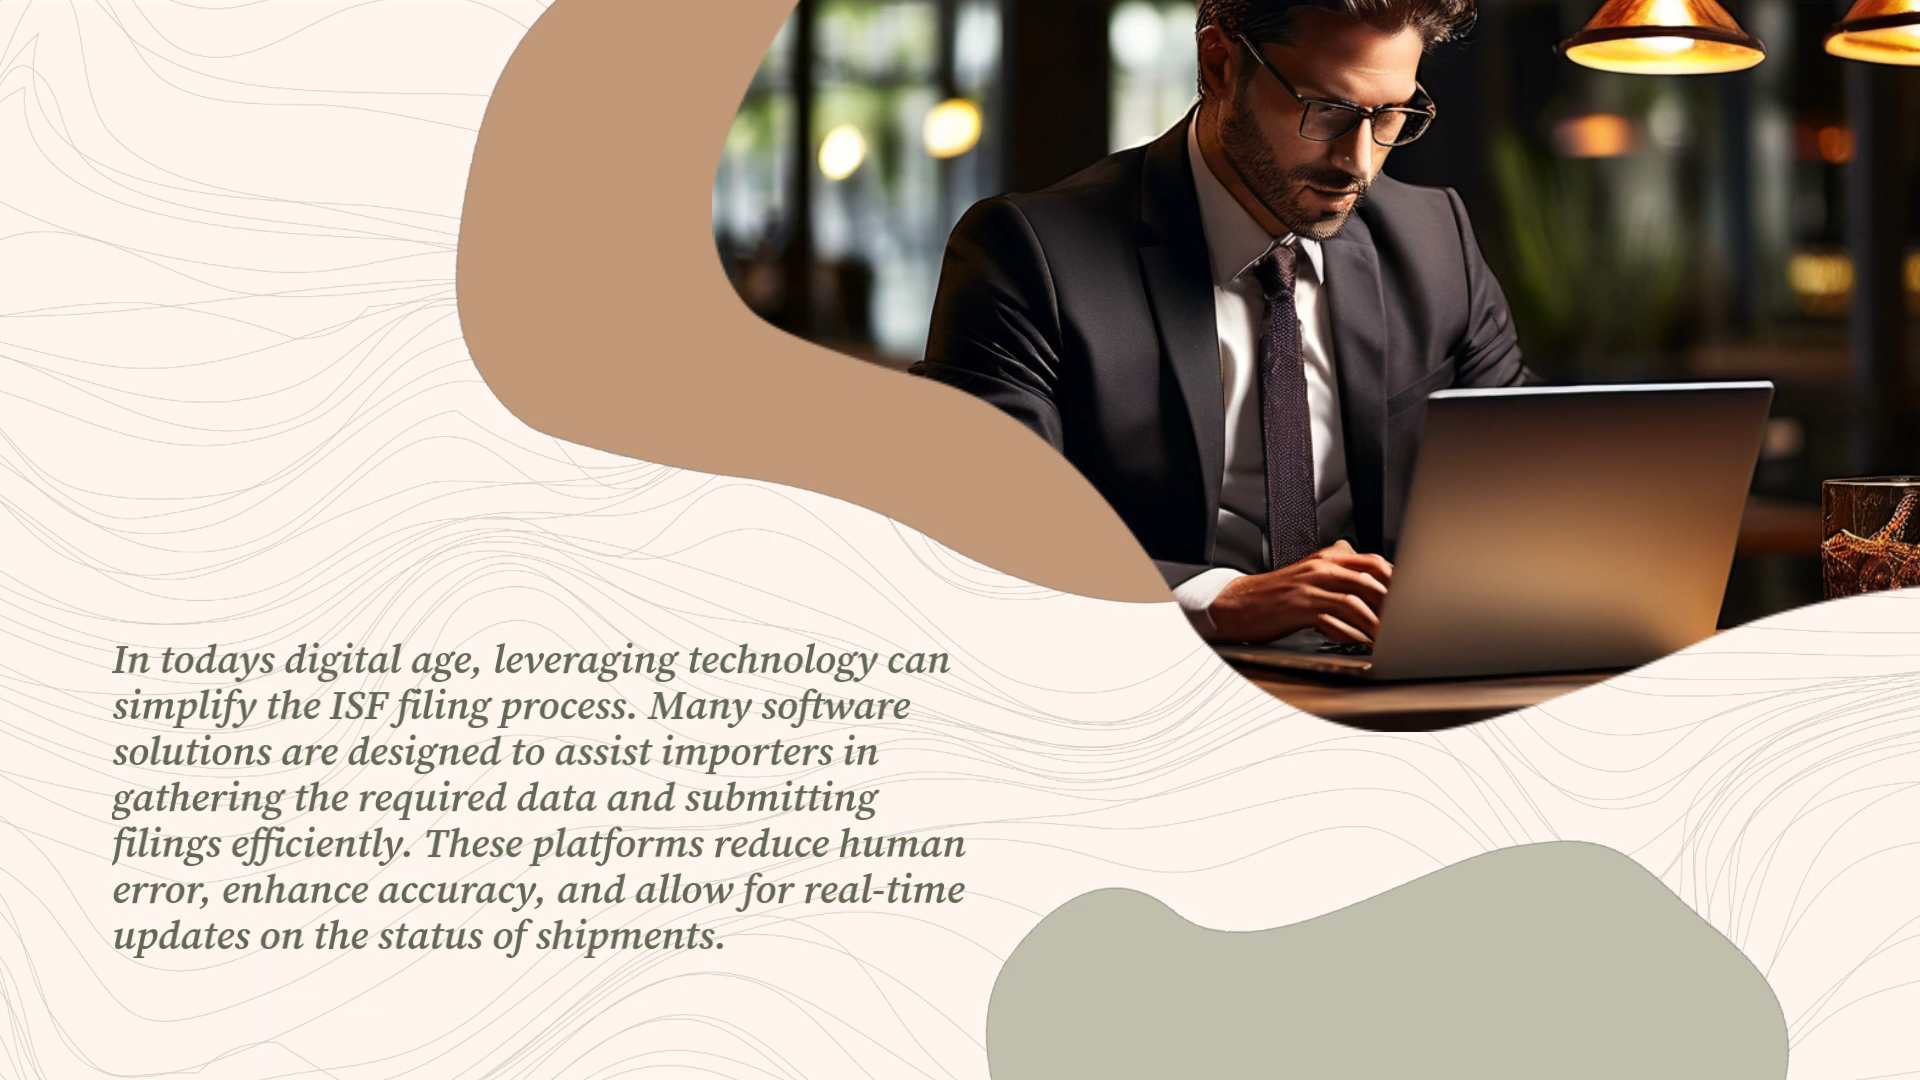 In todays digital age, leveraging technology can
simplify the ISF filing process. Many software
solutions are designed to assist importers in
gathering the required data and submitting
filings efficiently. These platforms reduce human
error, enhance accuracy, and allow for real-time
updates on the status of shipments.